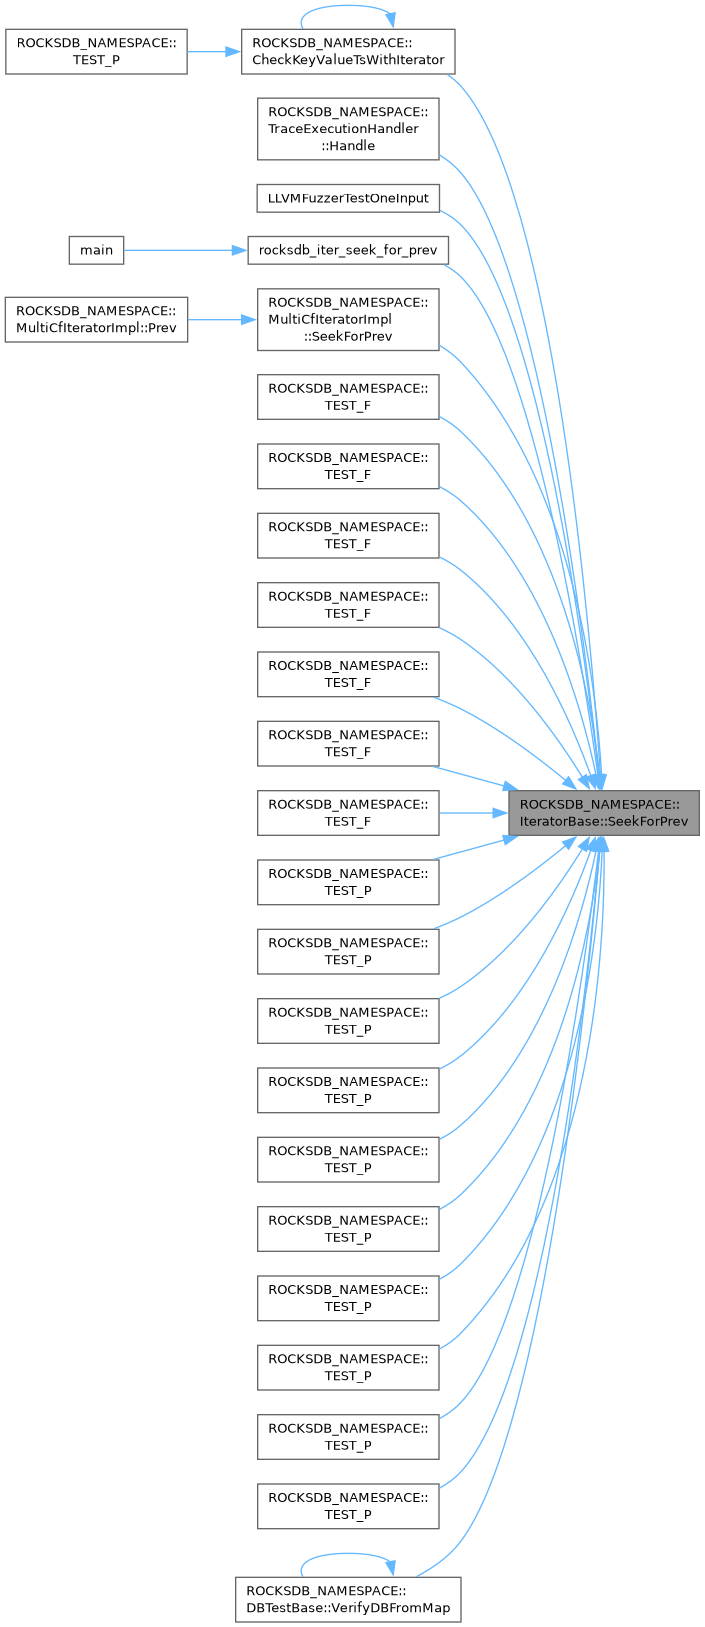 ROCKSDB_NAMESPACE::
TEST_P
ROCKSDB_NAMESPACE::
CheckKeyValueTsWithIterator
ROCKSDB_NAMESPACE::
TraceExecutionHandler
::Handle
LLVMFuzzerTestOneInput
main
rocksdb_iter_seek_for_prev
ROCKSDB_NAMESPACE::
MultiCfIteratorImpl::Prev
ROCKSDB_NAMESPACE::
MultiCfIteratorImpl
::SeekForPrev
ROCKSDB_NAMESPACE::
TEST_F
ROCKSDB_NAMESPACE::
TEST_F
ROCKSDB_NAMESPACE::
TEST_F
ROCKSDB_NAMESPACE::
TEST_F
ROCKSDB_NAMESPACE::
TEST_F
ROCKSDB_NAMESPACE::
TEST_F
ROCKSDB_NAMESPACE::
TEST_F
ROCKSDB_NAMESPACE::
IteratorBase::SeekForPrev
ROCKSDB_NAMESPACE::
TEST_P
ROCKSDB_NAMESPACE::
TEST_P
ROCKSDB_NAMESPACE::
TEST_P
ROCKSDB_NAMESPACE::
TEST_P
ROCKSDB_NAMESPACE::
TEST_P
ROCKSDB_NAMESPACE::
TEST_P
ROCKSDB_NAMESPACE::
TEST_P
ROCKSDB_NAMESPACE::
TEST_P
ROCKSDB_NAMESPACE::
TEST_P
ROCKSDB_NAMESPACE::
TEST_P
ROCKSDB_NAMESPACE::
DBTestBase::VerifyDBFromMap